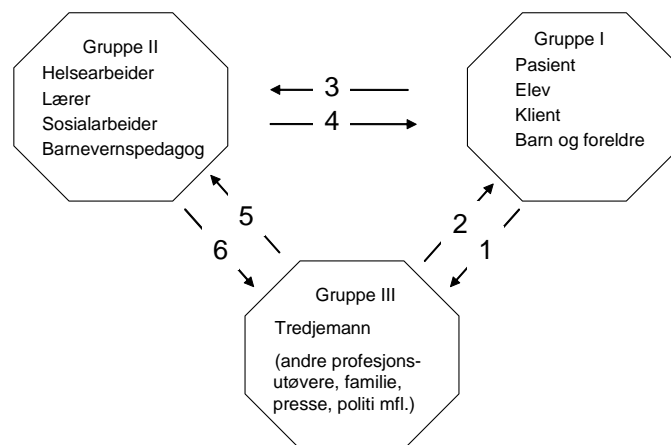 Gruppe II
Helsearbeider
Lærer
Sosialarbeider
Barnevernspedagog
3
4
Gruppe I
Pasient
Elev
Klient
Barn og foreldre
5
6
2
1
Gruppe III
Tredjemann
(andre profesjons-
utøvere, familie,
presse, politi mfl.)